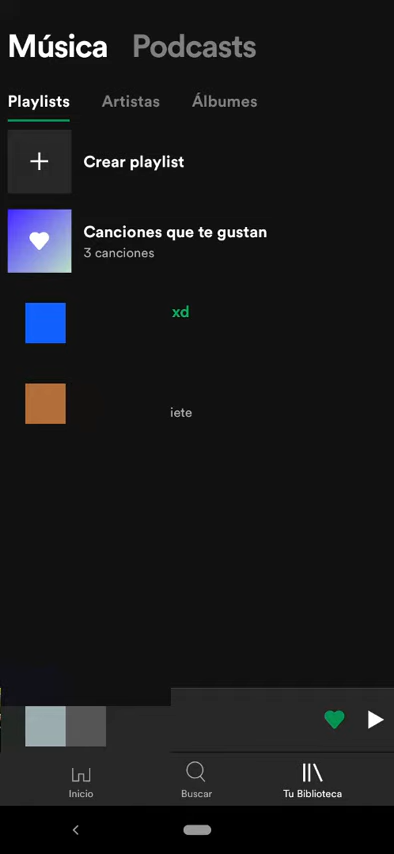 Música Podcasts
Playlists Artistas Álbumes
Crear playlist
Canciones que te gustan
3 canciones
xd
iete
Inicio Buscar Tu Biblioteca